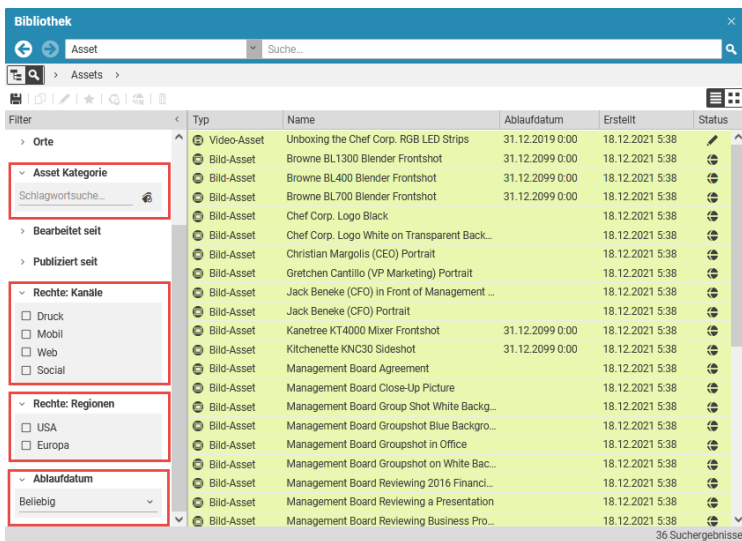 Bibliothek
Asset
Suche...
Assets
Filter
Orte
Asset Kategorie
Schlagwortsuche...
Bearbeitet seit
Publiziert seit
Rechte: Kanäle
Druck
Mobil
Web
Social
Rechte: Regionen
USA
Europa
Ablaufdatum
Beliebig
Typ Name Ablaufdatum Erstellt Status
Video-Asset Unboxing the Chef Corp. RGB LED Strips 31.12.2019 0:00 18.12.2021 5:38
Bild-Asset Browne BL1300 Blender Frontshot 31.12.2099 0:00 18.12.2021 5:38
Bild-Asset Browne BL400 Blender Frontshot 31.12.2099 0:00 18.12.2021 5:38
Bild-Asset Browne BL700 Blender Frontshot 31.12.2099 0:00 18.12.2021 5:38
Bild-Asset Chef Corp. Logo Black 18.12.2021 5:38
Bild-Asset Chef Corp. Logo White on Transparent Back... 18.12.2021 5:38
Bild-Asset Christian Margolis (CEO) Portrait 18.12.2021 5:38
Bild-Asset Gretchen Cantillo (VP Marketing) Portrait 18.12.2021 5:38
Bild-Asset Jack Beneke (CFO) in Front of Management ... 18.12.2021 5:38
Bild-Asset Jack Beneke (CFO) Portrait 18.12.2021 5:38
Bild-Asset Kanetree KT4000 Mixer Frontshot 31.12.2099 0:00 18.12.2021 5:38
Bild-Asset Kitchenette KNC30 Sideshot 31.12.2099 0:00 18.12.2021 5:38
Bild-Asset Management Board Agreement 18.12.2021 5:38
Bild-Asset Management Board Close-Up Picture 18.12.2021 5:38
Bild-Asset Management Board Group Shot White Backg... 18.12.2021 5:38
Bild-Asset Management Board Groupshot Blue Backgro... 18.12.2021 5:38
Bild-Asset Management Board Groupshot in Office 18.12.2021 5:38
Bild-Asset Management Board Groupshot on White Bac... 18.12.2021 5:38
Bild-Asset Management Board Reviewing 2016 Financi... 18.12.2021 5:38
Bild-Asset Management Board Reviewing a Presentation 18.12.2021 5:38
Bild-Asset Management Board Reviewing Business Pro... 18.12.2021 5:38
36 Suchergebnisse